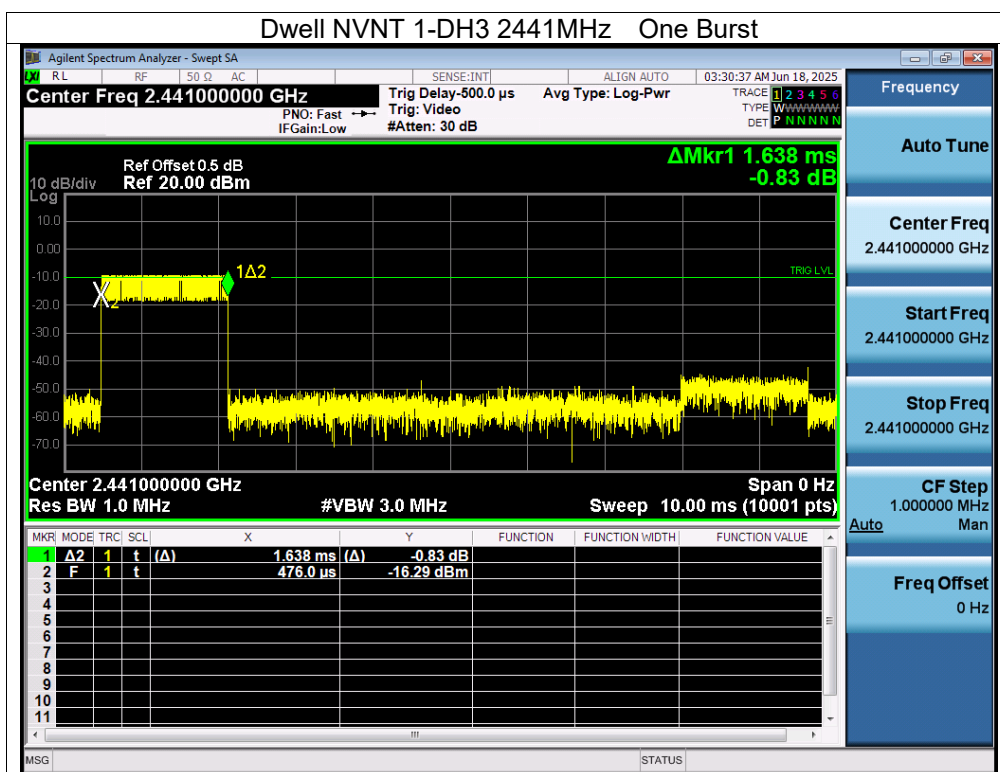 Dwell NVNT 1-DH3 2441MHz One Burst
Agilent Spectrum Analyzer - Swept SA
LXI RL RF 50 Ω AC SENSE:INT ALIGN AUTO 03:30:37 AM Jun 18, 2025
Center Freq 2.441000000 GHz
PNO: Fast
IFGain:Low
Trig Delay-500.0 µs
Trig: Video
#Atten: 30 dB
Avg Type: Log-Pwr
TRACE 1 2 3 4 5 6
TYPE WWWWWW
DET P N N N N N
ΔMkr1 1.638 ms
-0.83 dB
Ref Offset 0.5 dB
10 dB/div Ref 20.00 dBm
Log
10.0
0.00
-10.0
-20.0
-30.0
-40.0
-50.0
-60.0
-70.0
1Δ2
2
TRIG LVL
Center 2.441000000 GHz Span 0 Hz
Res BW 1.0 MHz #VBW 3.0 MHz Sweep 10.00 ms (10001 pts)
MKR MODE TRC SCL X Y FUNCTION FUNCTION WIDTH FUNCTION VALUE
1 Δ2 1 t (Δ) 1.638 ms (Δ) -0.83 dB
2 F 1 t 476.0 µs -16.29 dBm
3
4
5
6
7
8
9
10
11
MSG STATUS
Frequency
Auto Tune
Center Freq
2.441000000 GHz
Start Freq
2.441000000 GHz
Stop Freq
2.441000000 GHz
CF Step
1.000000 MHz
Auto Man
Freq Offset
0 Hz